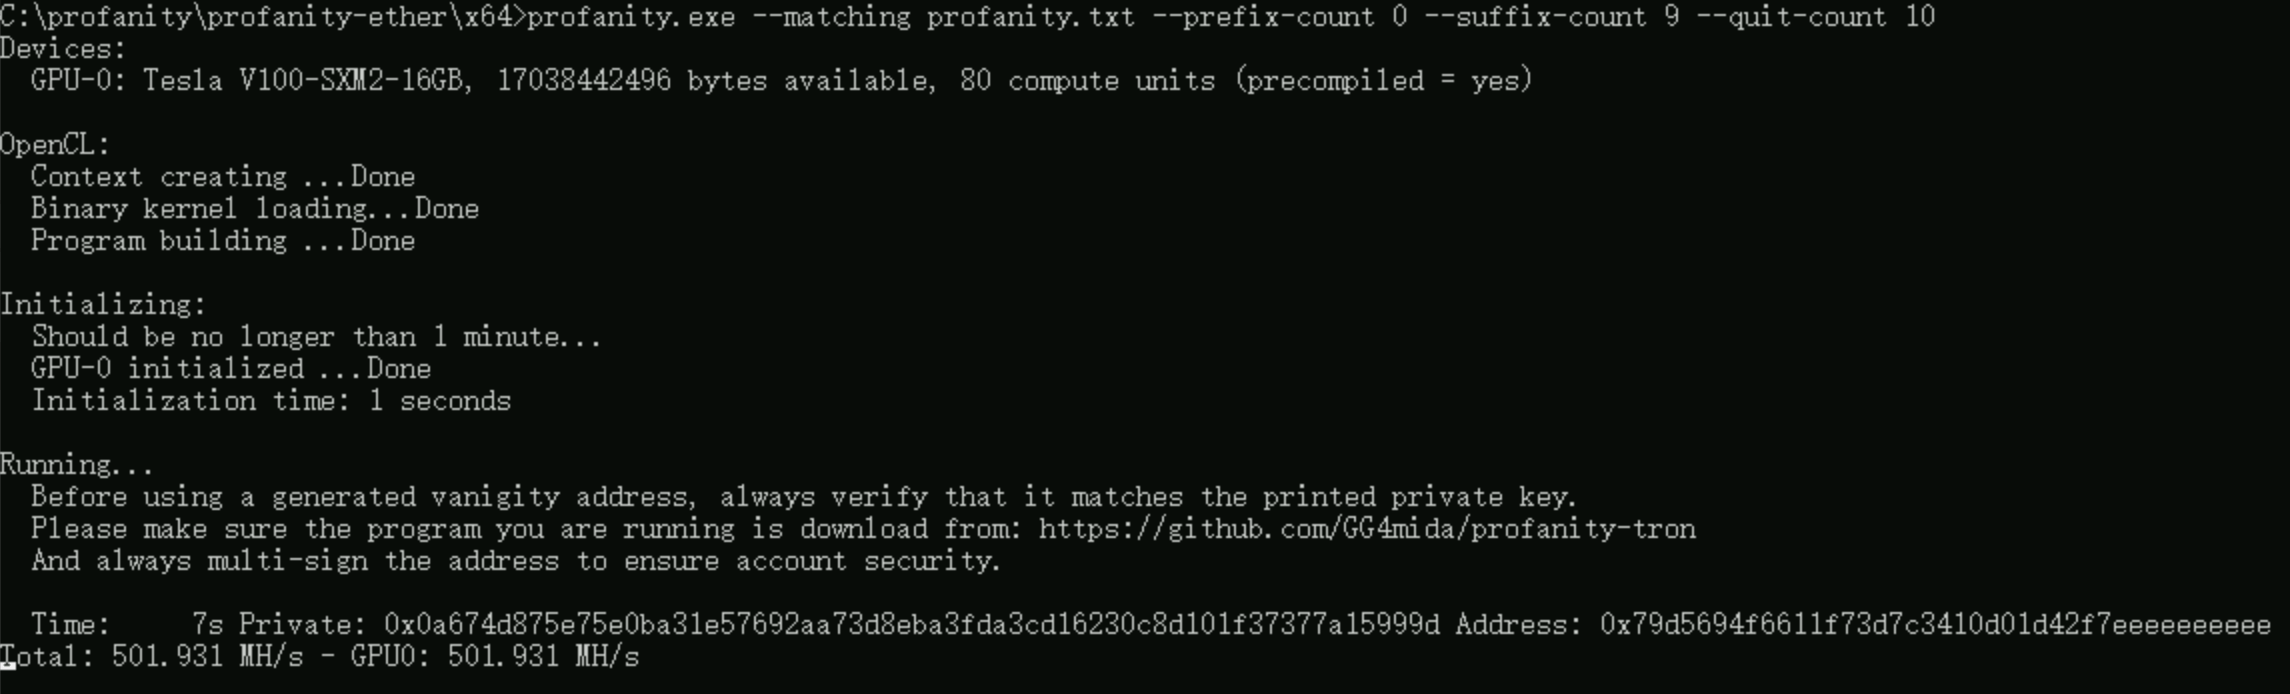 C:\profanity\profanity-ether\x64>profanity.exe --matching profanity.txt --prefix-count 0 --suffix-count 9 --quit-count 10
Devices:
  GPU-0: Tesla V100-SXM2-16GB, 17038442496 bytes available, 80 compute units (precompiled = yes)

OpenCL:
  Context creating ...Done
  Binary kernel loading...Done
  Program building ...Done

Initializing:
  Should be no longer than 1 minute...
  GPU-0 initialized ...Done
  Initialization time: 1 seconds

Running...
  Before using a generated vanigity address, always verify that it matches the printed private key.
  Please make sure the program you are running is download from: https://github.com/GG4mida/profanity-tron
  And always multi-sign the address to ensure account security.

  Time:     7s Private: 0x0a674d875e75e0ba31e57692aa73d8eba3fda3cd16230c8d101f37377a15999d Address: 0x79d5694f6611f73d7c3410d01d42f7eeeeeeeeee
Total: 501.931 MH/s - GPU0: 501.931 MH/s